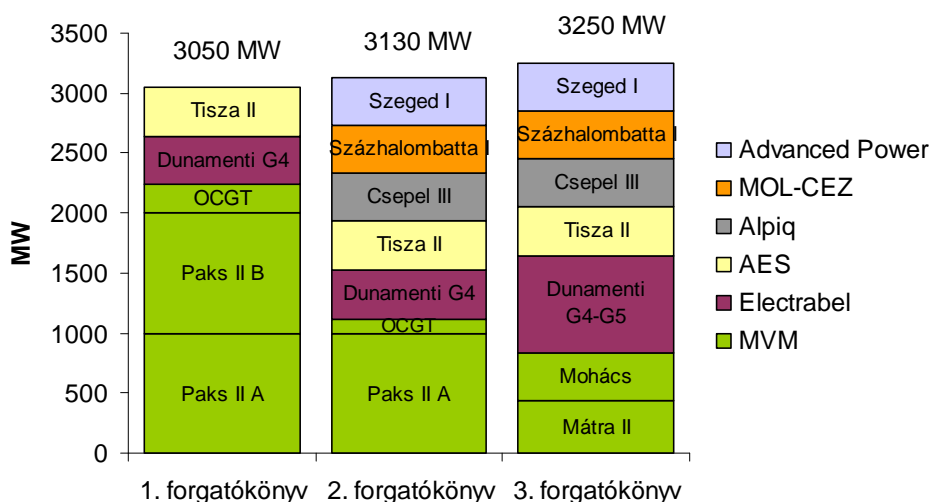 3500
3000
2500
2000
1500
1000
500
0
MW
3050 MW
3130 MW
3250 MW
Tisza II
Dunamenti G4
OCGT
Paks II B
Paks II A
Szeged I
Százhalombatta I
Csepel III
Tisza II
Dunamenti G4
OCGT
Paks II A
Szeged I
Százhalombatta I
Csepel III
Tisza II
Dunamenti
G4-G5
Mohács
Mátra II
1. forgatókönyv
2. forgatókönyv
3. forgatókönyv
Advanced Power
MOL-CEZ
Alpiq
AES
Electrabel
MVM